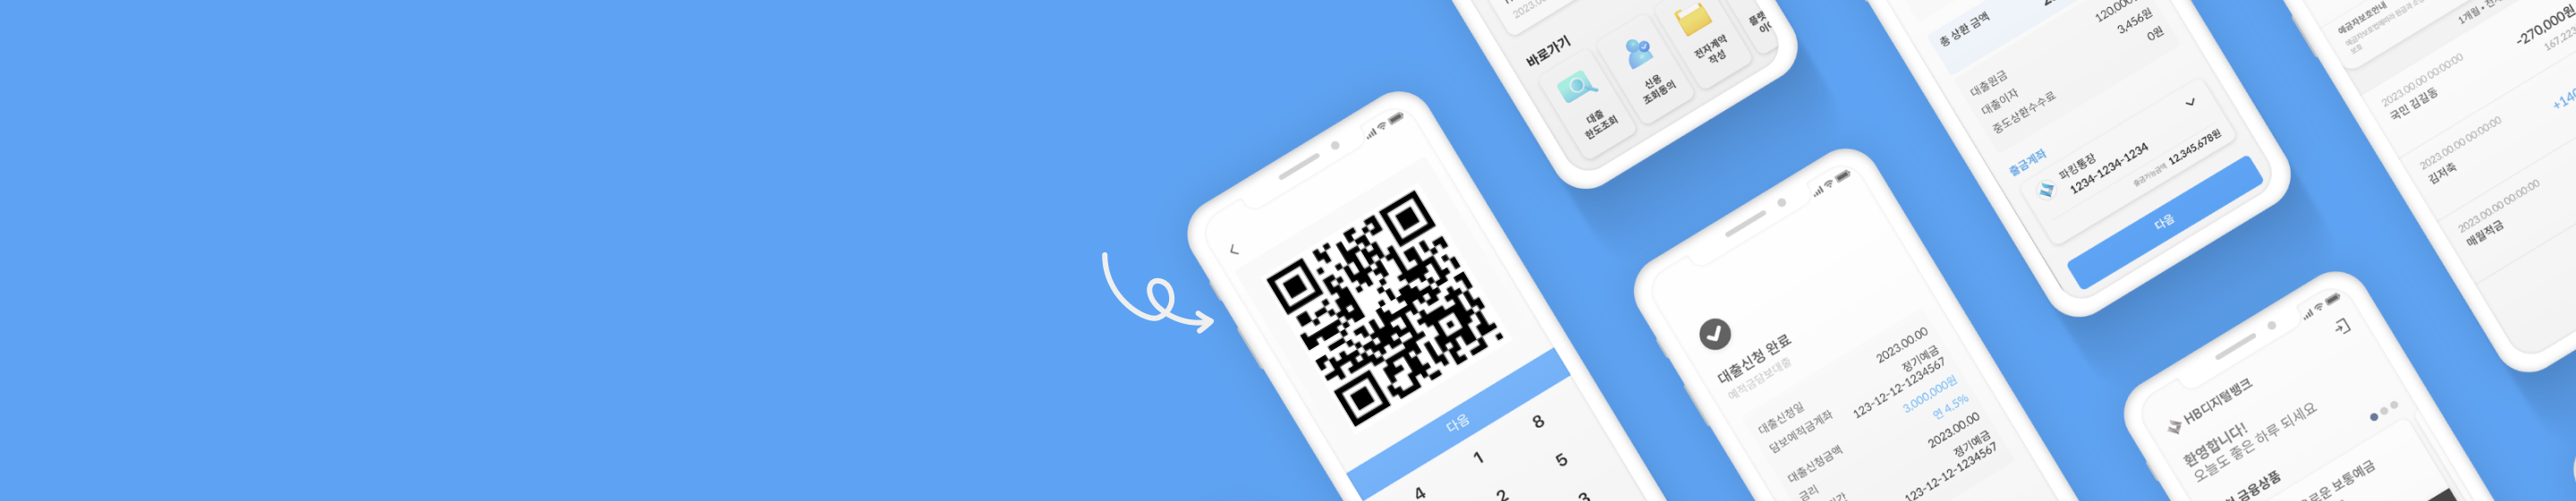 바로가기
대출
한도조회
신용
조회동의
전자계약
작성
다음
1
8
4
2
5
3
대출신청 완료
예적금담보대출
대출신청일
2023.00.00
담보예적금계좌
정기예금
123-12-12-1234567
대출신청금액
3,000,000원
금리
연 4.5%
2023.00.00
정기예금
123-12-12-1234567
총 상환 금액
대출원금
대출이자
3,456원
중도상환수수료
0원
출금계좌
파킹통장
1234-1234-1234
출금가능금액 12,345,678원
다음
예금자보호안내
-270,000원
2023.00.00 00:00:00
국민 김길동
2023.00.00 00:00:00
김저축
2023.00.00 00:00:00
매월적금
HB디지털뱅크
환영합니다!
오늘도 좋은 하루 되세요
금융상품
보통예금